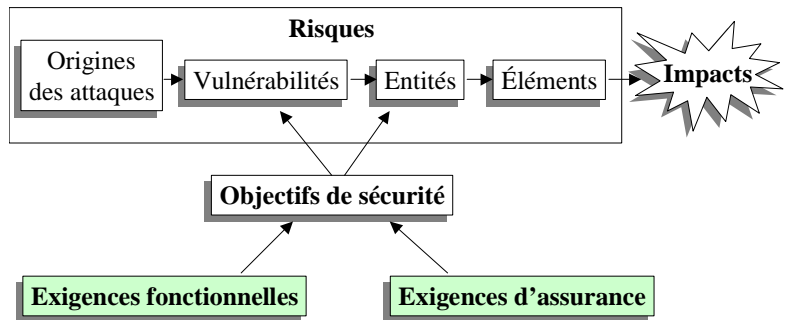 Risques
Origines
des attaques
Vulnérabilités
Entités
Éléments
Impacts
Objectifs de sécurité
Exigences fonctionnelles
Exigences d'assurance